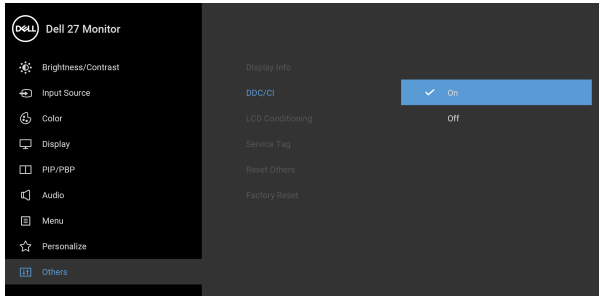 DELL
Dell 27 Monitor
Brightness/Contrast
Input Source
Color
Display
PIP/PBP
Audio
Menu
Personalize
Others
Display Info
DDC/CI
LCD Conditioning
Service Tag
Reset Others
Factory Reset
On
Off